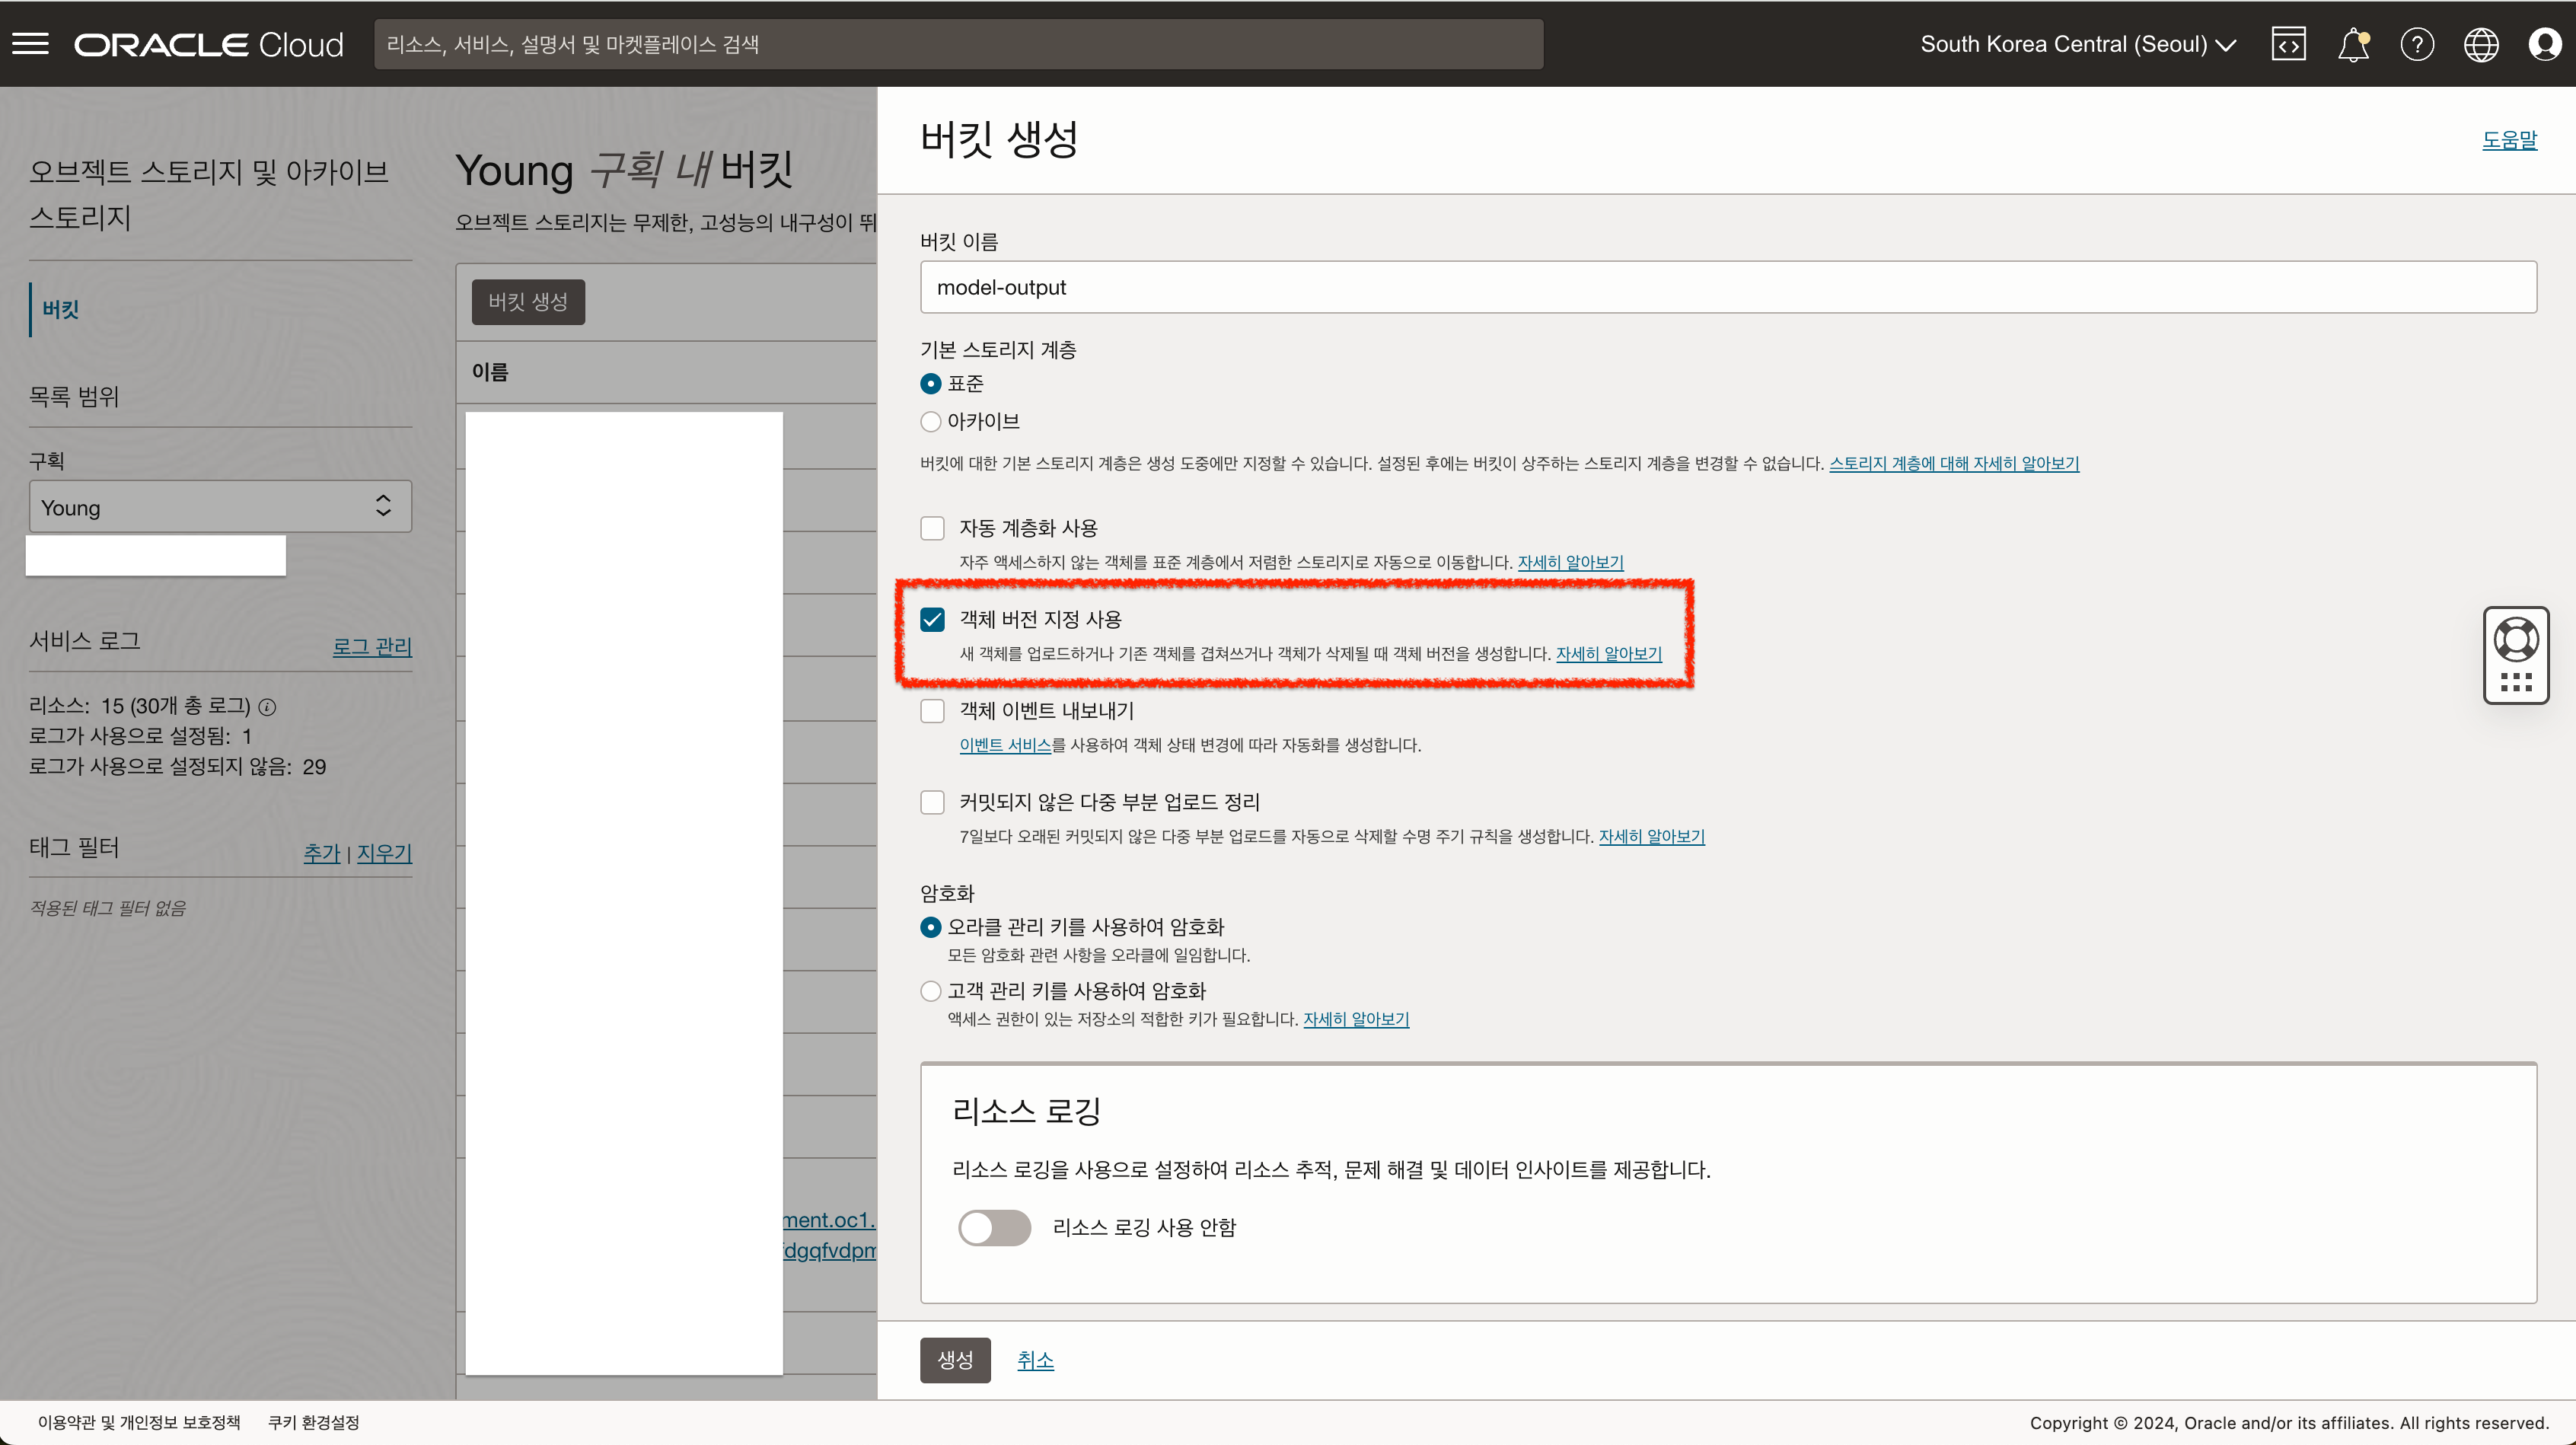 ORACLE Cloud
리소스, 서비스, 설명서 및 마켓플레이스 검색
South Korea Central (Seoul)
오브젝트 스토리지 및 아카이브
스토리지
버킷
목록 범위
구획
Young
서비스 로그
로그 관리
리소스: 15 (30개 총 로그)
로그가 사용으로 설정됨: 1
로그가 사용으로 설정되지 않음: 29
태그 필터
추가 | 지우기
적용된 태그 필터 없음
Young 구획 내 버킷
오브젝트 스토리지는 무제한, 고성능의 내구성이 뛰
버킷 생성
이름
ment.oc1.
fdgqfvdpm
버킷 생성
도움말
버킷 이름
model-output
기본 스토리지 계층
표준
아카이브
버킷에 대한 기본 스토리지 계층은 생성 도중에만 지정할 수 있습니다. 설정된 후에는 버킷이 상주하는 스토리지 계층을 변경할 수 없습니다. 스토리지 계층에 대해 자세히 알아보기
자동 계층화 사용
자주 액세스하지 않는 객체를 표준 계층에서 저렴한 스토리지로 자동으로 이동합니다. 자세히 알아보기
객체 버전 지정 사용
새 객체를 업로드하거나 기존 객체를 겹쳐쓰거나 객체가 삭제될 때 객체 버전을 생성합니다. 자세히 알아보기
객체 이벤트 내보내기
이벤트 서비스를 사용하여 객체 상태 변경에 따라 자동화를 생성합니다.
커밋되지 않은 다중 부분 업로드 정리
7일보다 오래된 커밋되지 않은 다중 부분 업로드를 자동으로 삭제할 수명 주기 규칙을 생성합니다. 자세히 알아보기
암호화
오라클 관리 키를 사용하여 암호화
모든 암호화 관련 사항을 오라클에 일임합니다.
고객 관리 키를 사용하여 암호화
액세스 권한이 있는 저장소의 적합한 키가 필요합니다. 자세히 알아보기
리소스 로깅
리소스 로깅을 사용으로 설정하여 리소스 추적, 문제 해결 및 데이터 인사이트를 제공합니다.
리소스 로깅 사용 안함
생성
취소
이용약관 및 개인정보 보호정책
쿠키 환경설정
Copyright © 2024, Oracle and/or its affiliates. All rights reserved.